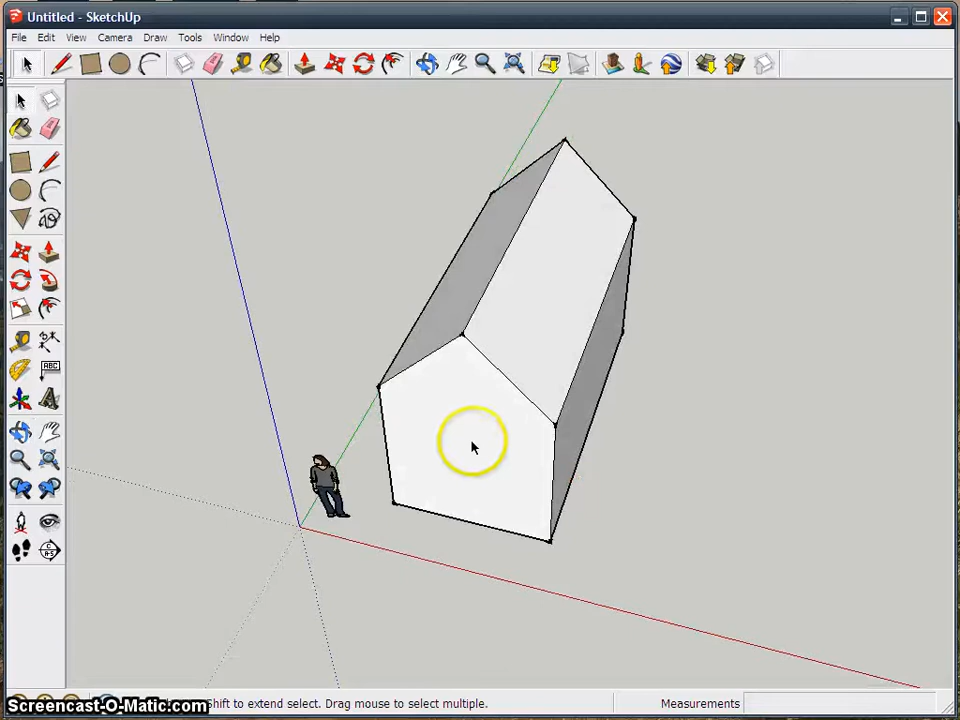 Untitled - SketchUp
File Edit View Camera Draw Tools Window Help
ABC
Shift to extend select. Drag mouse to select multiple.
Measurements
Screencast-O-Matic.com